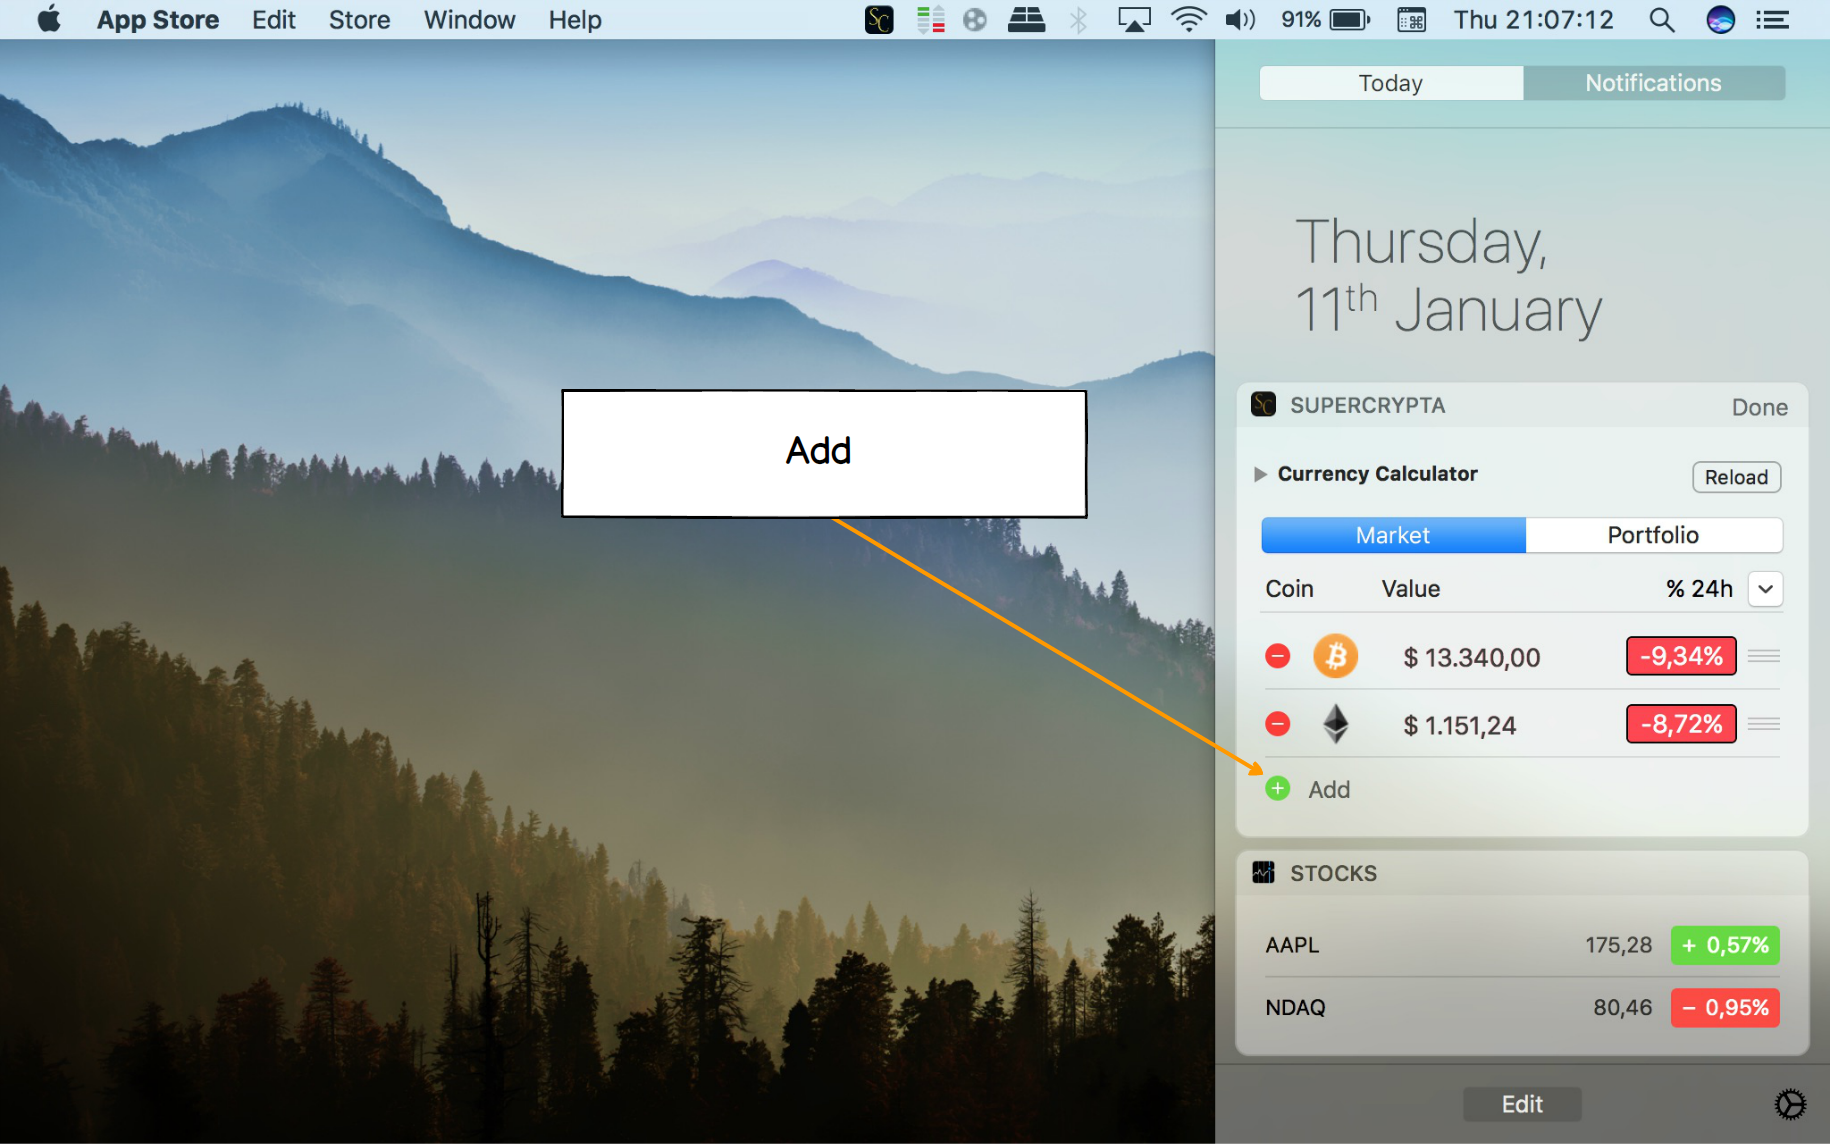 App Store Edit Store Window Help SC 91% Thu 21:07:12
Today Notifications
Thursday,
11th January
SC SUPERCRYPTA Done
Currency Calculator Reload
Add
Market Portfolio
Coin Value % 24h
$ 13.340,00 -9,34%
$ 1.151,24 -8,72%
Add
STOCKS
AAPL 175,28 + 0,57%
NDAQ 80,46 − 0,95%
Edit